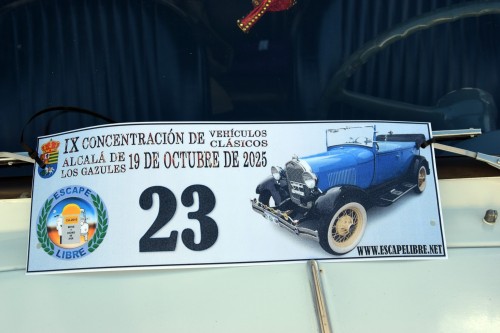 IX CONCENTRACIÓN DE VEHÍCULOS CLÁSICOS
ALCALÁ DE LOS GAZULES 19 DE OCTUBRE DE 2025
ESCAPE
LIBRE
23
WWW.ESCAPELIBRE.NET